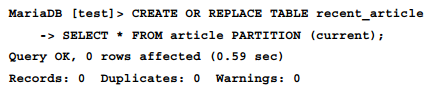 MariaDB [test]> CREATE OR REPLACE TABLE recent_article
    -> SELECT * FROM article PARTITION (current);
Query OK, 0 rows affected (0.59 sec)
Records: 0  Duplicates: 0  Warnings: 0